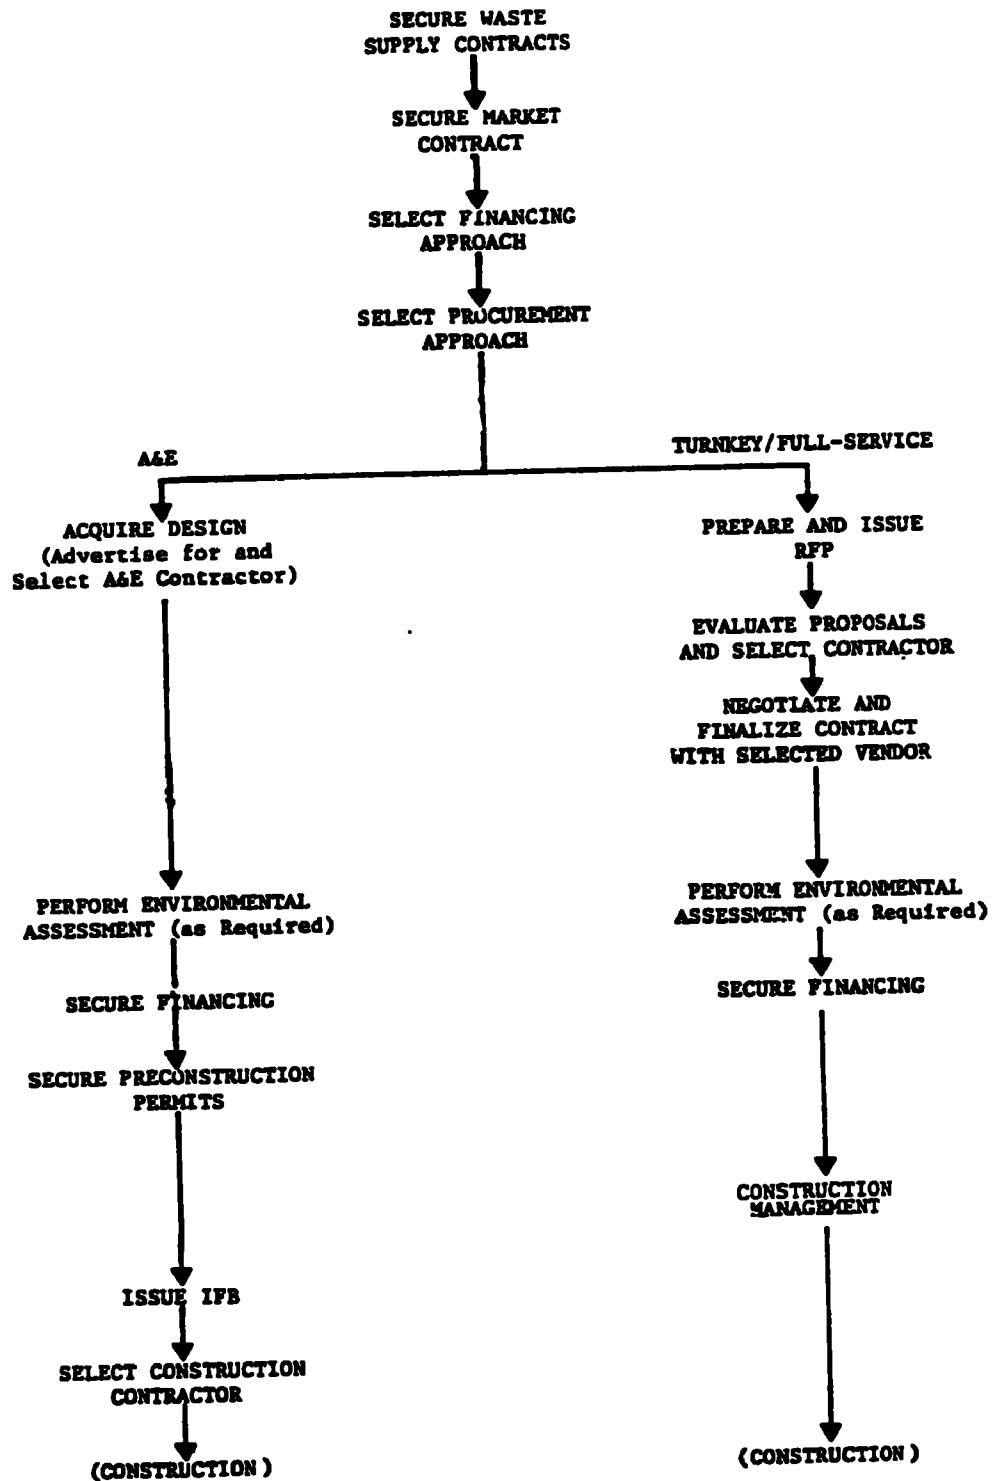 SECURE WASTE
SUPPLY CONTRACTS
SECURE MARKET
CONTRACT
SELECT FINANCING
APPROACH
SELECT PROCUREMENT
APPROACH
A&E
ACQUIRE DESIGN
(Advertise for and
Select A&E Contractor)
PERFORM ENVIRONMENTAL
ASSESSMENT (as Required)
SECURE FINANCING
SECURE PRECONSTRUCTION
PERMITS
ISSUE IFB
SELECT CONSTRUCTION
CONTRACTOR
(CONSTRUCTION)
TURNKEY/FULL-SERVICE
PREPARE AND ISSUE
RFP
EVALUATE PROPOSALS
AND SELECT CONTRACTOR
NEGOTIATE AND
FINALIZE CONTRACT
WITH SELECTED VENDOR
PERFORM ENVIRONMENTAL
ASSESSMENT (as Required)
SECURE FINANCING
CONSTRUCTION
MANAGEMENT
(CONSTRUCTION)